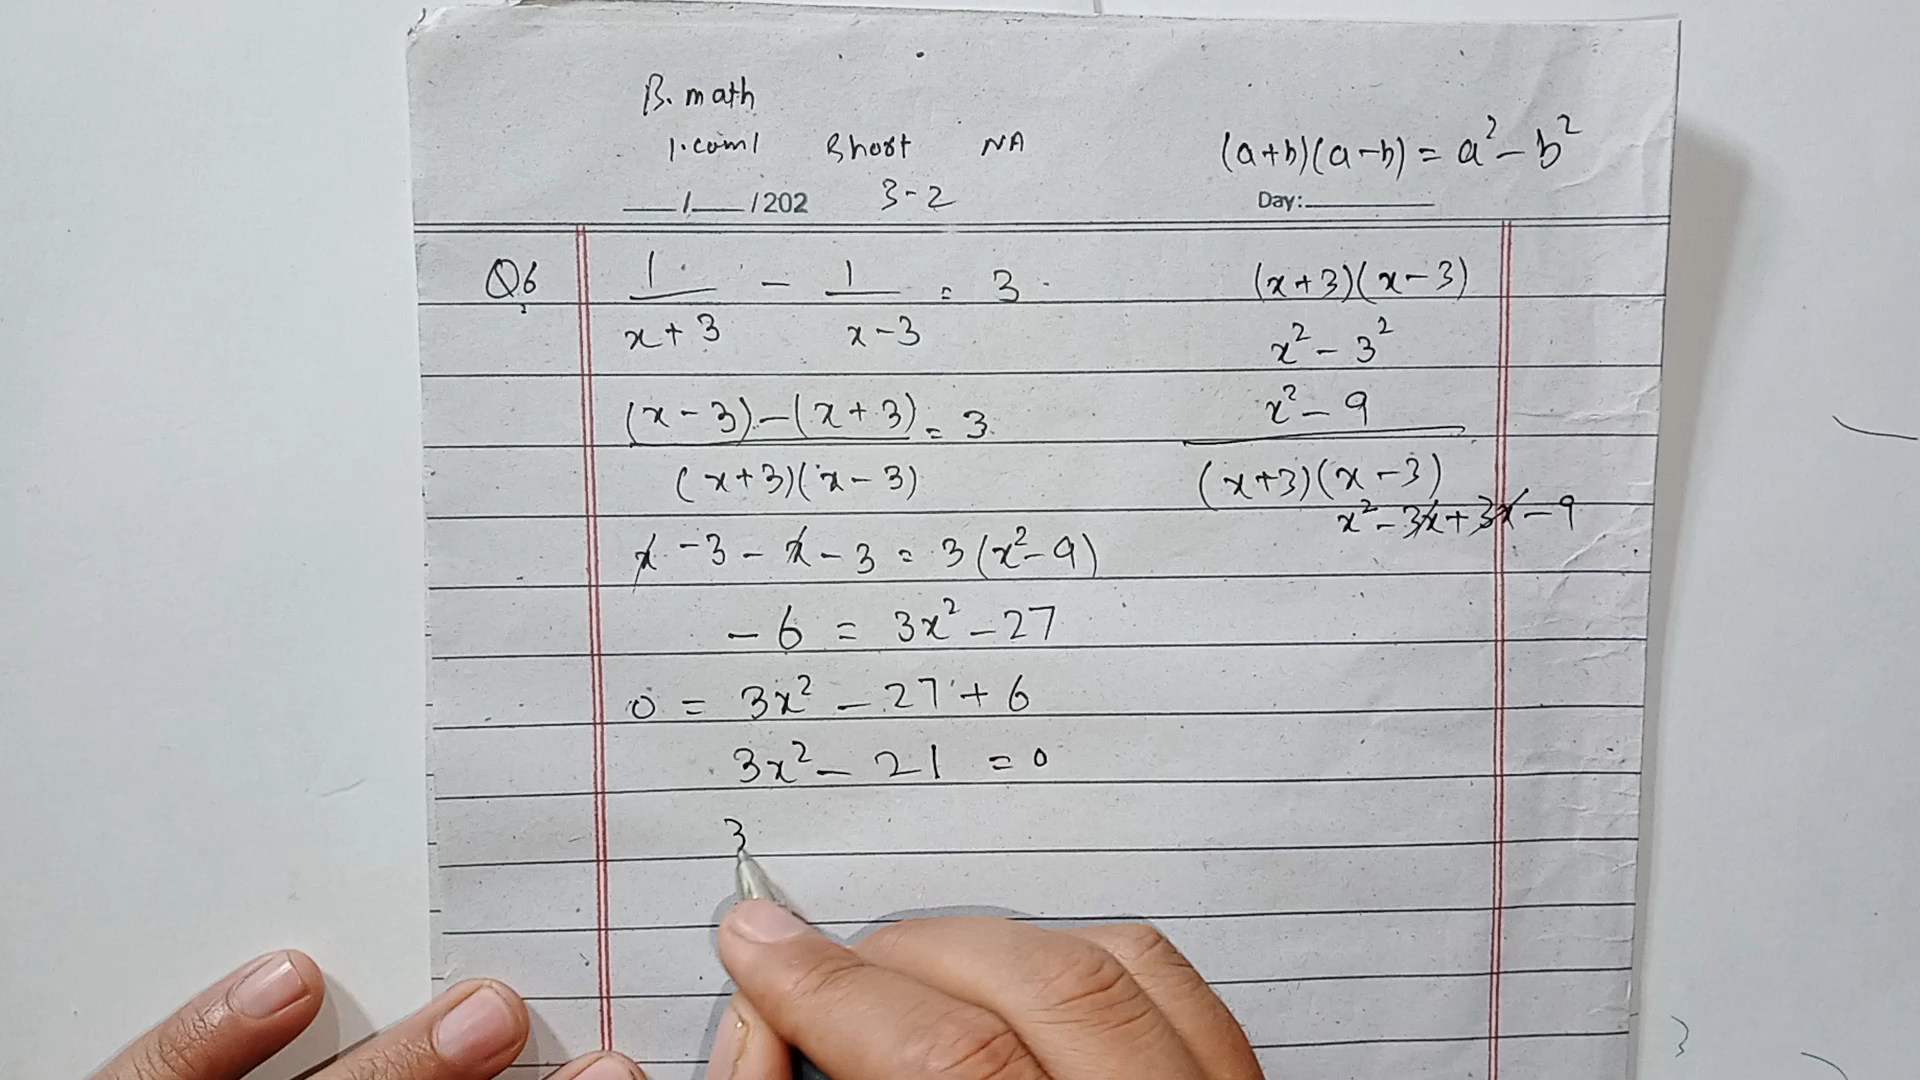 B. math
1.com1 Short NA
(a+b)(a-b) = a² - b²
__/__/202 3-2 Day:
Q6 1/(x+3) - 1/(x-3) = 3
(x+3)(x-3)
x² - 3²
x² - 9
((x-3) - (x+3))/((x+3)(x-3)) = 3
(x+3)(x-3)
x² - 3x + 3x - 9
x - 3 - x - 3 = 3(x² - 9)
- 6 = 3x² - 27
0 = 3x² - 27 + 6
3x² - 21 = 0
3